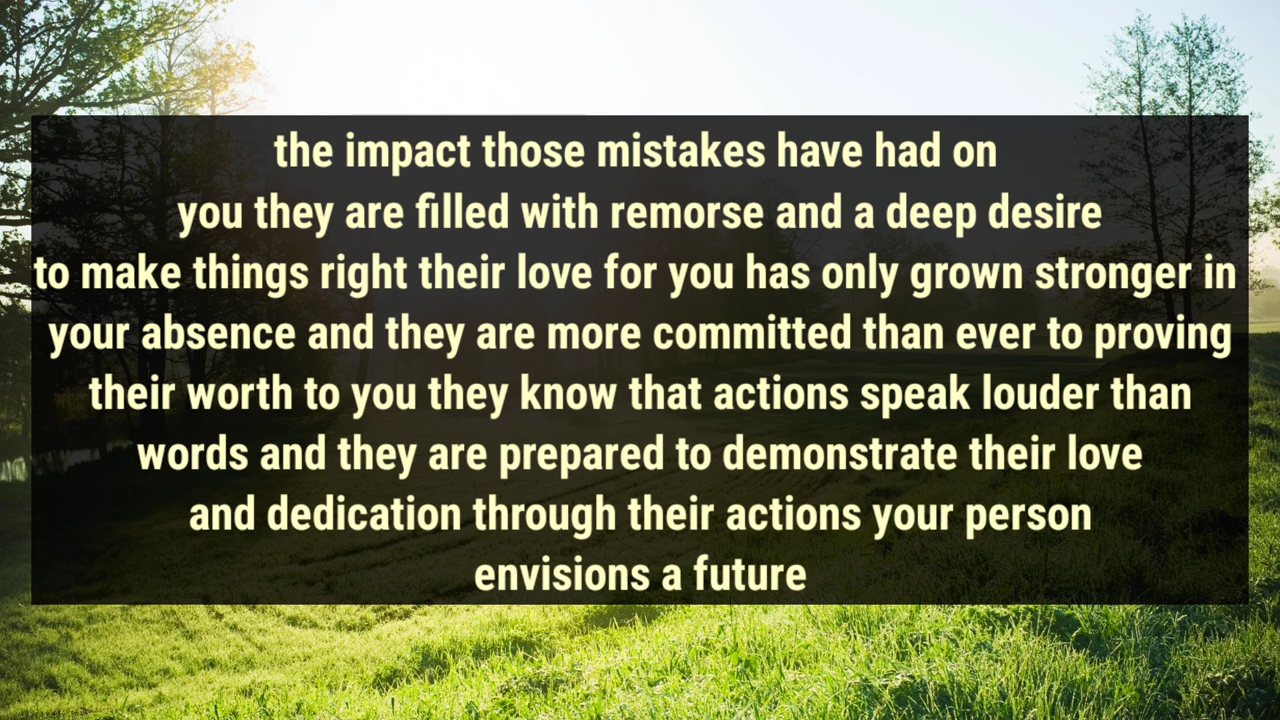 the impact those mistakes have had on
you they are filled with remorse and a deep desire
to make things right their love for you has only grown stronger in
your absence and they are more committed than ever to proving
their worth to you they know that actions speak louder than
words and they are prepared to demonstrate their love
and dedication through their actions your person
envisions a future